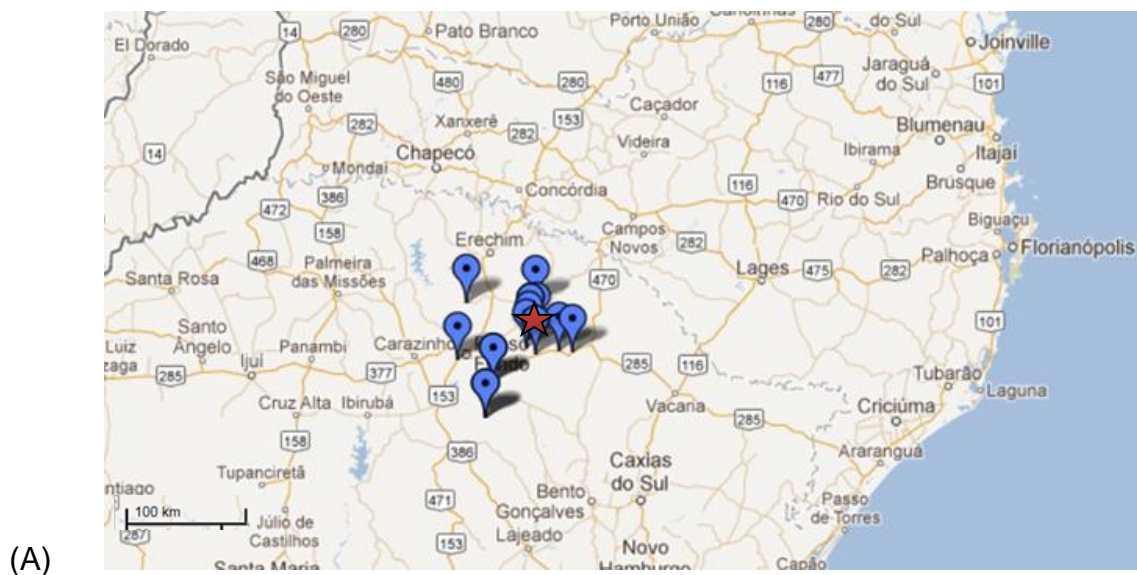 280
14
El Dorado
280
Pato Branco
Porto União
do Sul
Joinville
São Miguel
do Oeste
480
280
153
116
477
Jaraguá
do Sul
101
282
Xanxerê
282
Caçador
Videira
Blumenau
14
Mondai
Chapecó
Ibirama
Itajaí
386
Concórdia
116
470
Rio do Sul
Brusque
472
158
Erechim
Campos
Novos
282
Biguaçu
468
Palmeira
das Missões
470
Lages
475
282
Palhoça
Florianópolis
Santa Rosa
Santo
Ângelo
Carazinho
101
Luiz
zaga
Ijuí
Panambi
285
116
Tubarão
285
377
153
Vacaria
Laguna
Cruz Alta
Ibirubá
285
Criciúma
158
386
Araranguá
Tupanciretã
Caxias
do Sul
ntiago
471
Bento
Gonçalves
Passo
de Torres
100 km
287
Júlio de
Castilhos
153
Lajeado
Novo
Hamburgo
Santa Maria
Capão
(A)